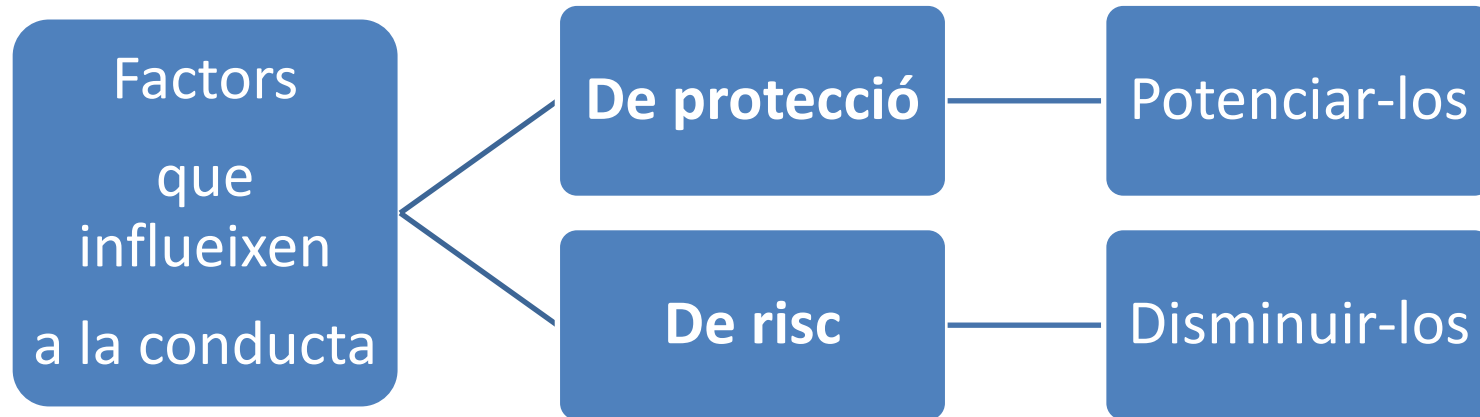 Factors
que
influeixen
a la conducta
De protecció
Potenciar-los
De risc
Disminuir-los